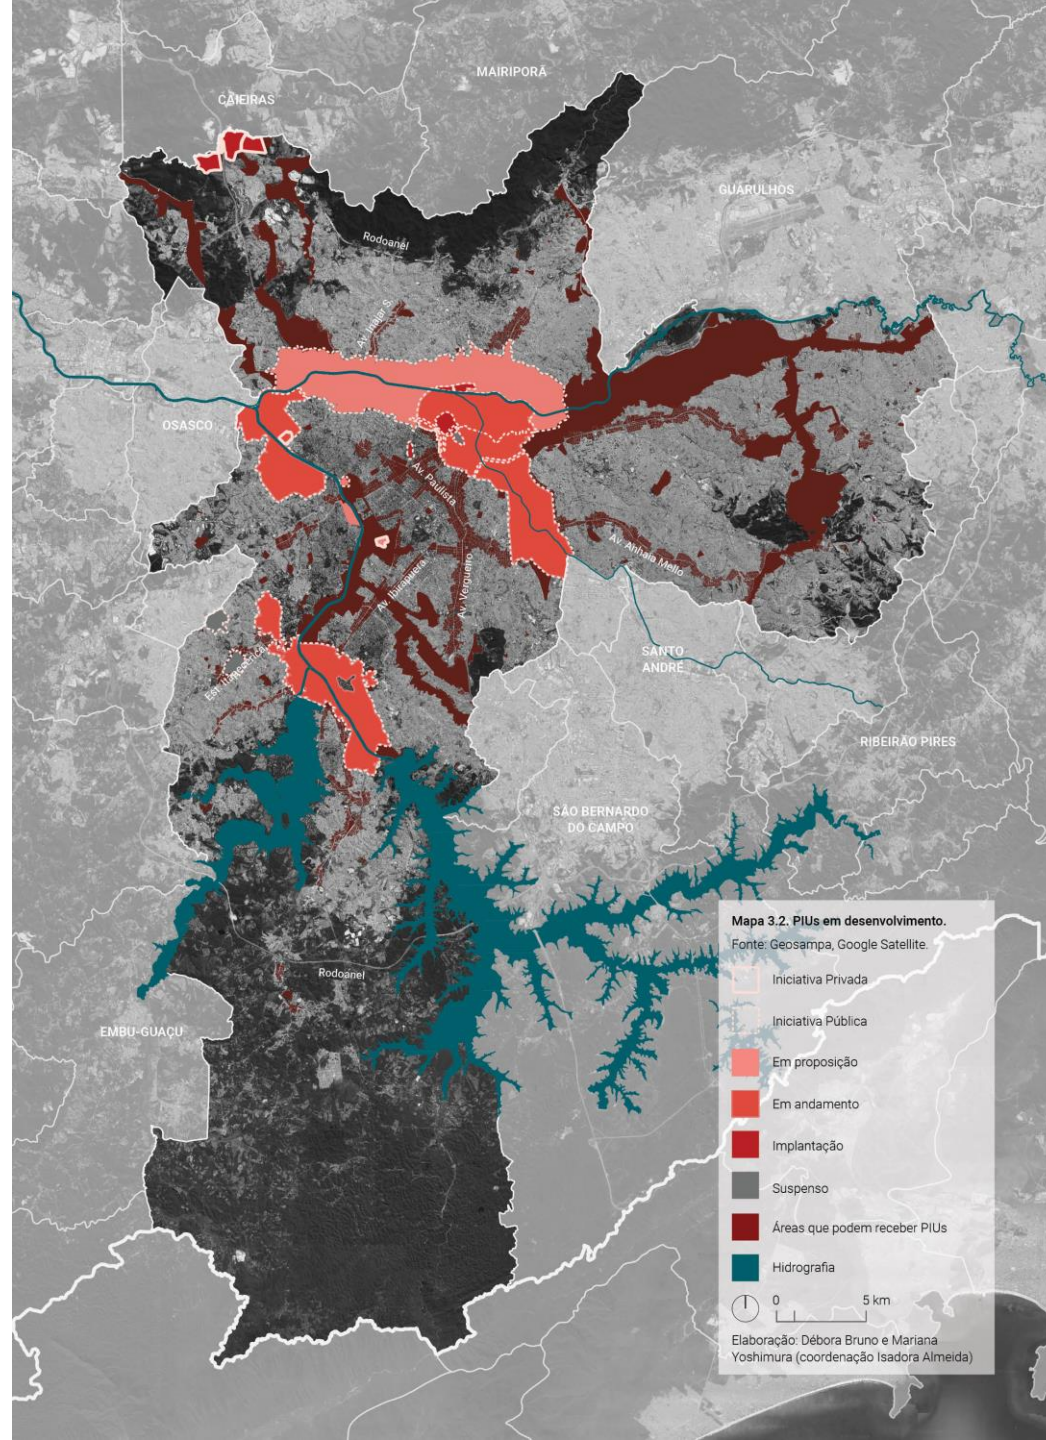 MAIRIPORÃ
CAIEIRAS
GUARULHOS
Rodoanel
Av. Inajar S.
OSASCO
Av. Paulista
Av. Anhaia Mello
Av. Ibirapuera
Av. Vergueiro
SANTO
ANDRÉ
Est. Itapecerica
RIBEIRÃO PIRES
SÃO BERNARDO
DO CAMPO
Rodoanel
EMBU-GUAÇU
Mapa 3.2. PIUs em desenvolvimento.
Fonte: Geosampa, Google Satellite.
Iniciativa Privada
Iniciativa Pública
Em proposição
Em andamento
Implantação
Suspenso
Áreas que podem receber PIUs
Hidrografia
0 5 km
Elaboração: Débora Bruno e Mariana
Yoshimura (coordenação Isadora Almeida)